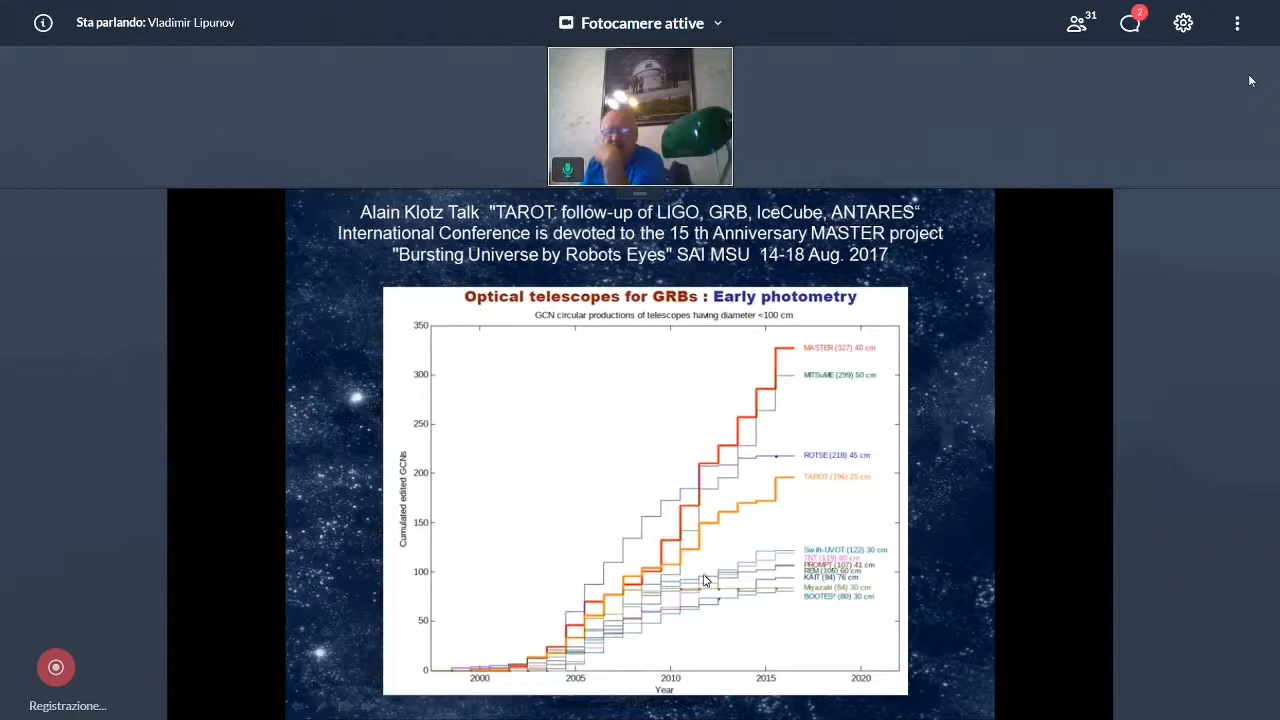 Sta parlando: Vladimir Lipunov
Fotocamere attive
31
2
Alain Klotz Talk "TAROT: follow-up of LIGO, GRB, IceCube, ANTARES“
International Conference is devoted to the 15 th Anniversary MASTER project
"Bursting Universe by Robots Eyes" SAI MSU 14-18 Aug. 2017
Optical telescopes for GRBs : Early photometry
GCN circular productions of telescopes having diameter <100 cm
350
300
250
200
150
100
50
0
Cumulated edited GCNs
MASTER (327) 40 cm
MITSuME (299) 50 cm
ROTSE (218) 45 cm
TAROT (196) 25 cm
Swift-UVOT (122) 30 cm
TNT (119) 80 cm
PROMPT (107) 41 cm
REM (105) 60 cm
KAIT (94) 76 cm
Miyazaki (84) 30 cm
BOOTES* (80) 30 cm
2000
2005
2010
2015
2020
Year
Registrazione...